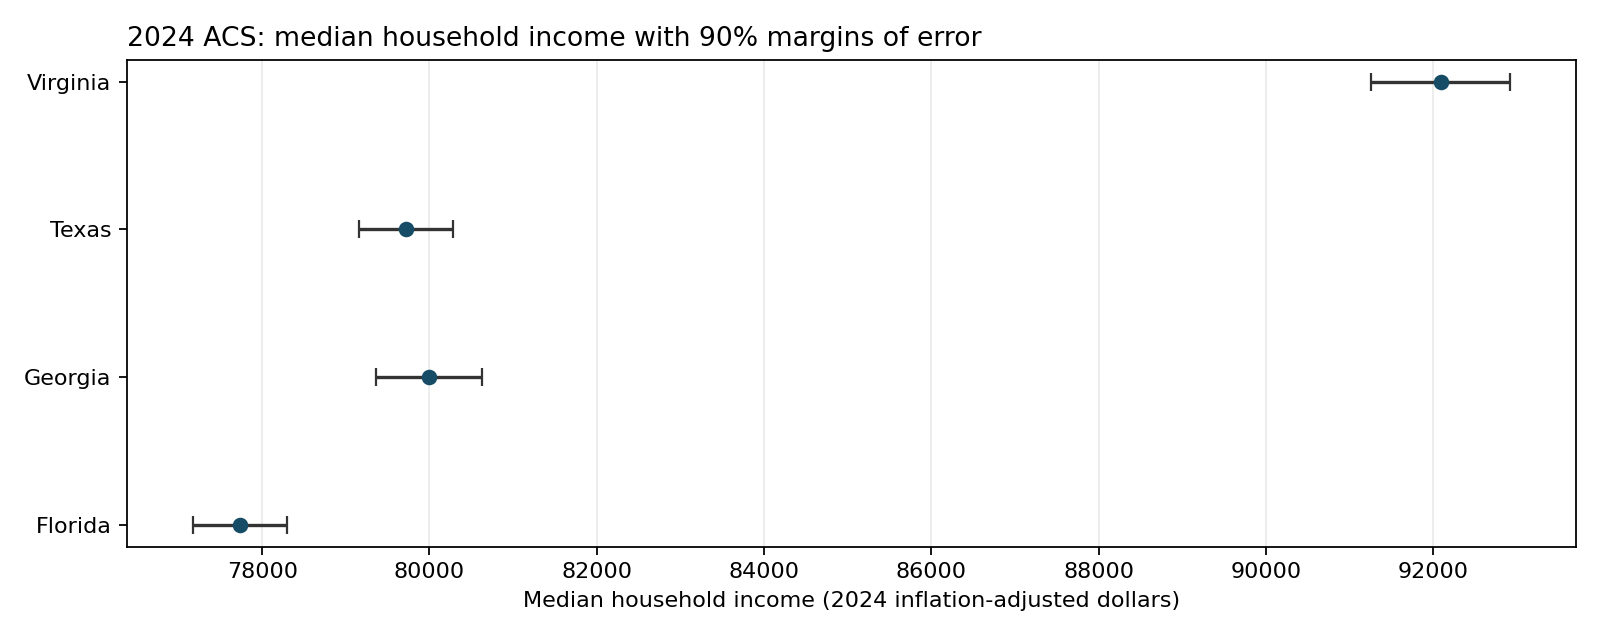 2024 ACS: median household income with 90% margins of error
Virginia
Texas
Georgia
Florida
78000 80000 82000 84000 86000 88000 90000 92000
Median household income (2024 inflation-adjusted dollars)